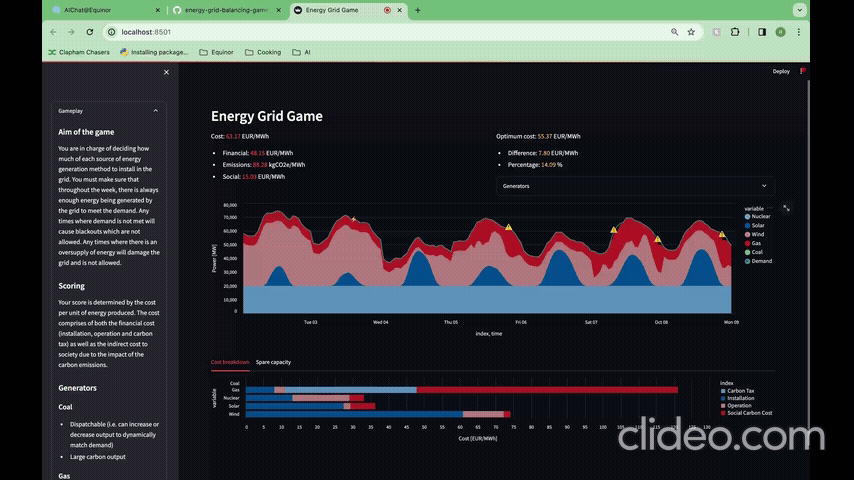 AIChat@Equinor
energy-grid-balancing-game
Energy Grid Game
localhost:8501
Clapham Chasers
Installing package...
Equinor
Cooking
AI
Deploy
Gameplay
Aim of the game
You are in charge of deciding how
much of each source of energy
generation method to install in the
grid. You must make sure that
throughout the week, there is always
enough energy being generated by
the grid to meet the demand. Any
times where demand is not met will
cause blackouts which are not
allowed. Any times where there is an
oversupply of energy will damage the
grid and is not allowed.
Scoring
Your score is determined by the cost
per unit of energy produced. The cost
comprises of both the financial cost
(installation, operation and carbon
tax) as well as the indirect cost to
society due to the impact of the
carbon emissions.
Generators
Coal
Dispatchable (i.e. can increase or
decrease output to dynamically
match demand)
Large carbon output
Gas
Energy Grid Game
Cost: 63.17 EUR/MWh
Financial: 48.15 EUR/MWh
Emissions: 88.28 kgCO2e/MWh
Social: 15.03 EUR/MWh
Optimum cost: 55.37 EUR/MWh
Difference: 7.80 EUR/MWh
Percentage: 14.09 %
Generators
80,000
70,000
60,000
50,000
40,000
30,000
20,000
10,000
0
Power [MW]
Tue 03
Wed 04
Thu 05
Fri 06
Sat 07
Oct 08
Mon 09
index, time
variable
Nuclear
Solar
Wind
Gas
Coal
Demand
Cost breakdown
Spare capacity
variable
Coal
Gas
Nuclear
Solar
Wind
0 5 10 15 20 25 30 35 40 45 50 55 60 65 70 75 80 85 90 95 100
Cost [EUR/MWh]
index
Carbon Tax
Installation
Operation
Social Carbon Cost
clideo.com